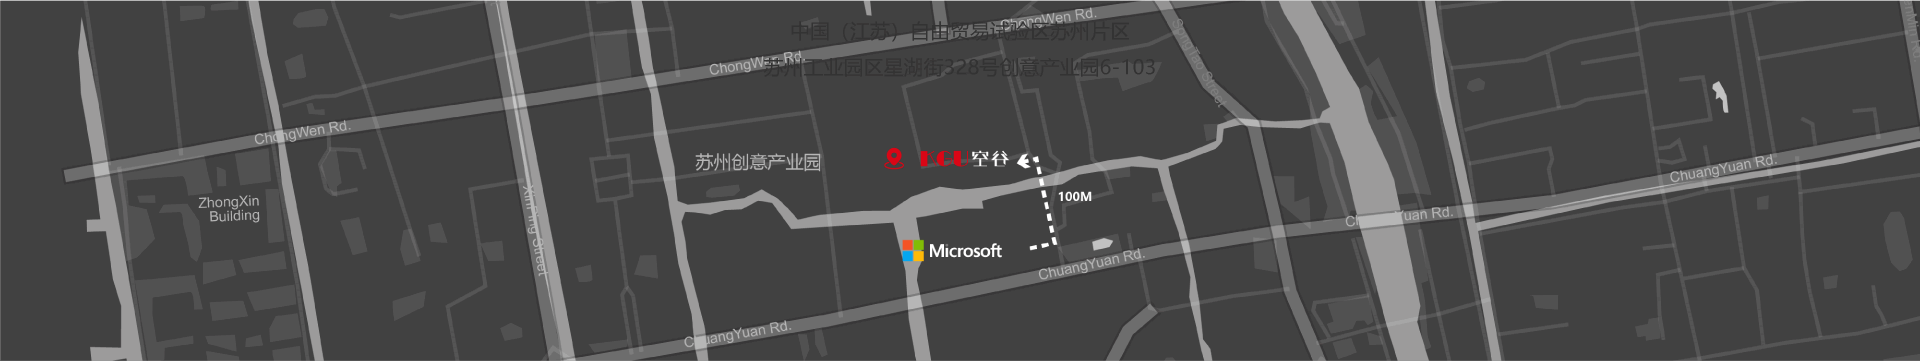 ChongWen Rd.
中国（江苏）自由贸易试验区苏州片区
ChongWen Rd.
苏州工业园区星湖街328号创意产业园6-103
ChongWen Rd.
苏州创意产业园
空谷
100M
ZhongXin
Building
Street
Street
Microsoft
ChuangYuan Rd.
ChuangYuan Rd.
Yuan Rd.
ChuangYuan Rd.